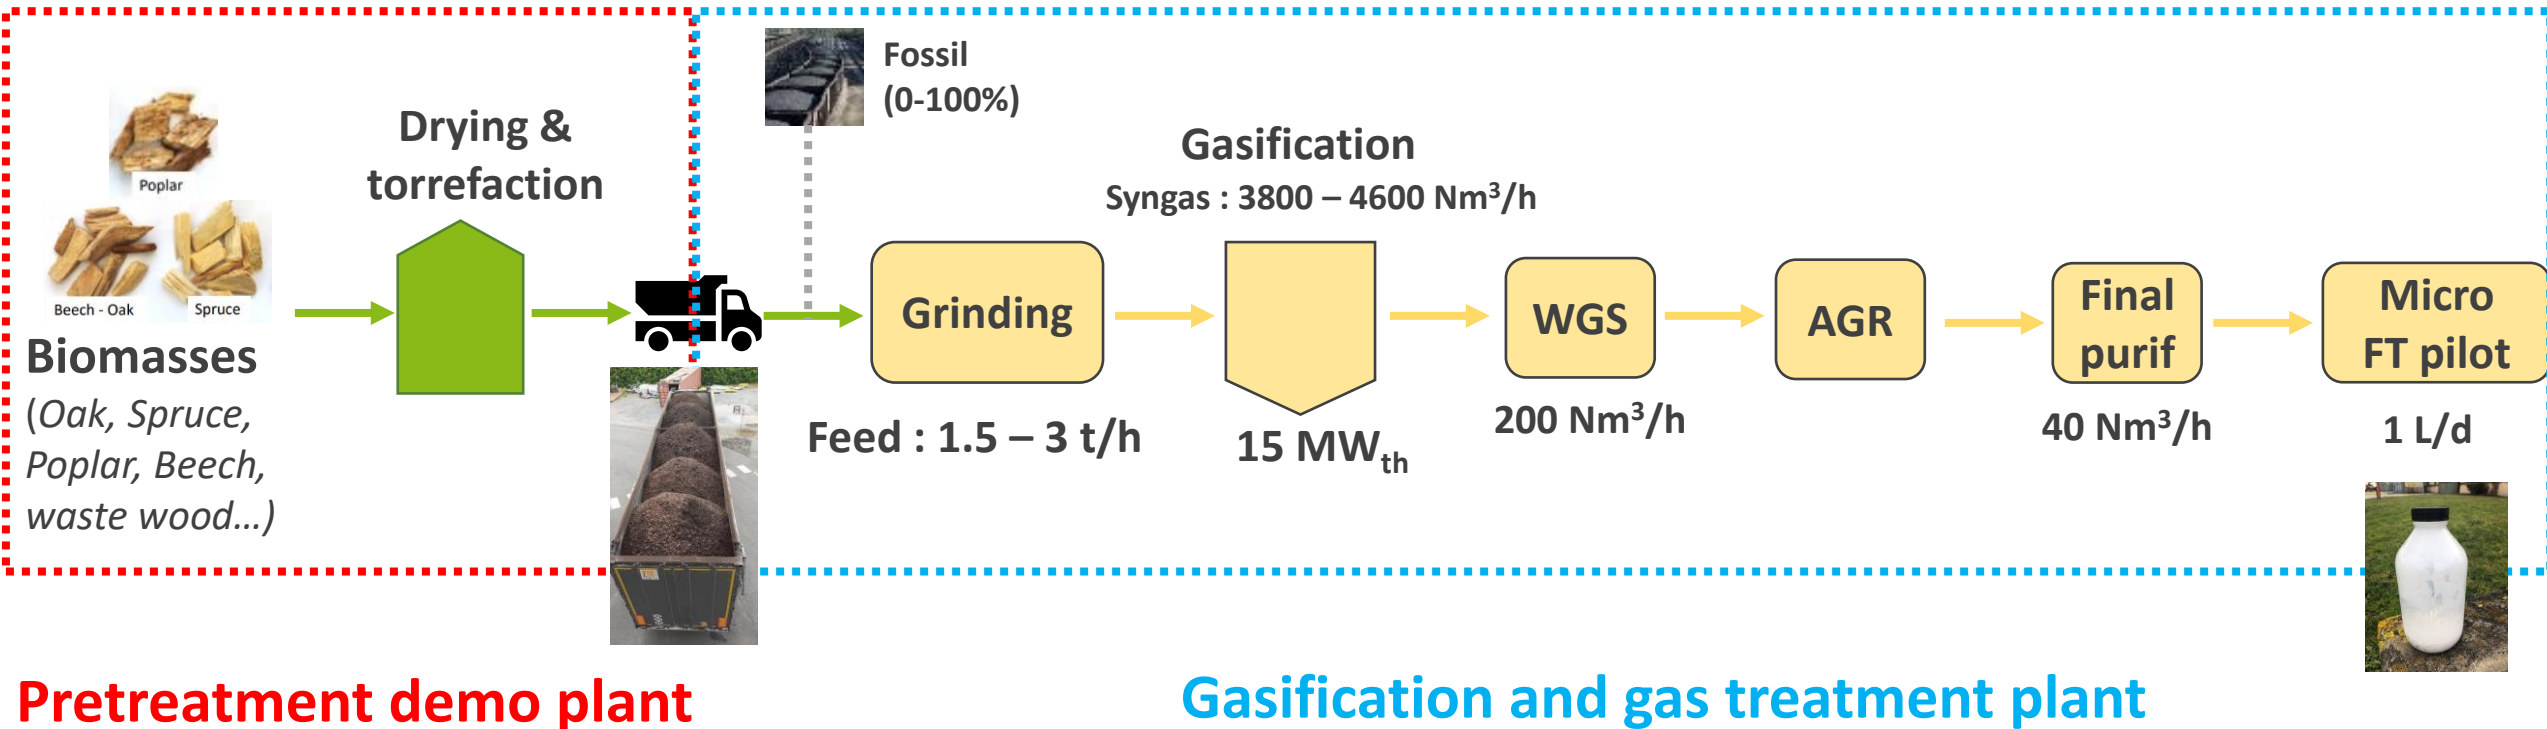 Poplar
Beech - Oak
Spruce
Biomasses
(Oak, Spruce,
Poplar, Beech,
waste wood...)
Drying &
torrefaction
Fossil
(0-100%)
Grinding
Feed : 1.5 – 3 t/h
Gasification
Syngas : 3800 – 4600 Nm³/h
15 MWth
WGS
200 Nm³/h
AGR
Final
purif
40 Nm³/h
Micro
FT pilot
1 L/d
Pretreatment demo plant
Gasification and gas treatment plant